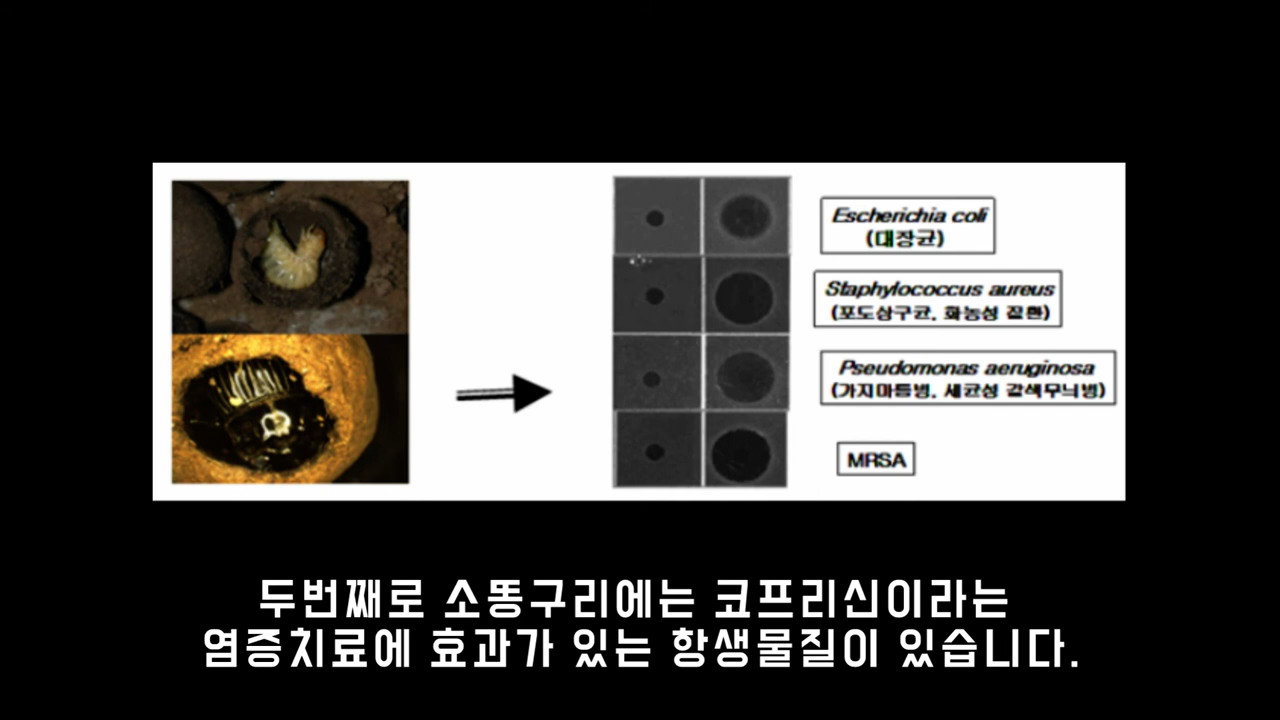 Escherichia coli
(대장균)
Staphylococcus aureus
(포도상구균, 화농성 질환)
Pseudomonas aeruginosa
(가지마름병, 세균성 갈색무늬병)
MRSA
두번째로 소똥구리에는 코프리신이라는
염증치료에 효과가 있는 항생물질이 있습니다.